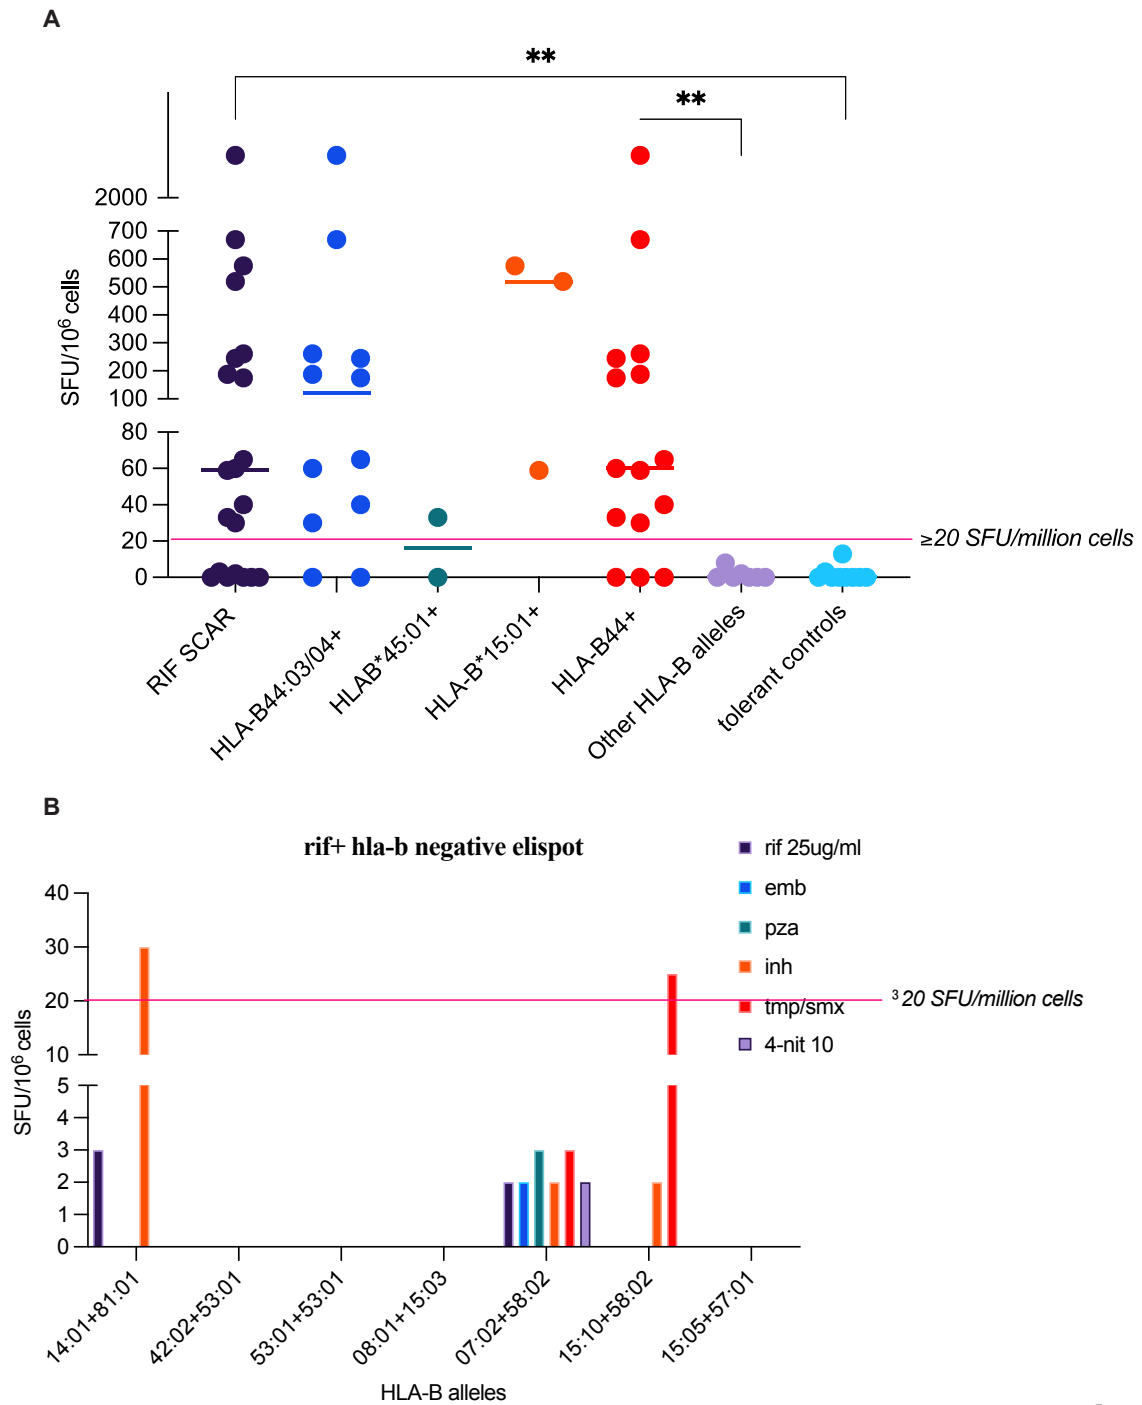 A
**
**
2000
700
600
500
400
300
200
100
80
60
40
20
0
SFU/10⁶ cells
≥20 SFU/million cells
RIF SCAR
HLA-B44:03/04+
HLAB*45:01+
HLA-B*15:01+
HLA-B44+
Other HLA-B alleles
tolerant controls
B
rif+ hla-b negative elispot
rif 25ug/ml
emb
pza
inh
tmp/smx
4-nit 10
40
30
20
10
5
4
3
2
1
0
SFU/10⁶ cells
³ 20 SFU/million cells
14:01+81:01
42:02+53:01
53:01+53:01
08:01+15:03
07:02+58:02
15:10+58:02
15:05+57:01
HLA-B alleles